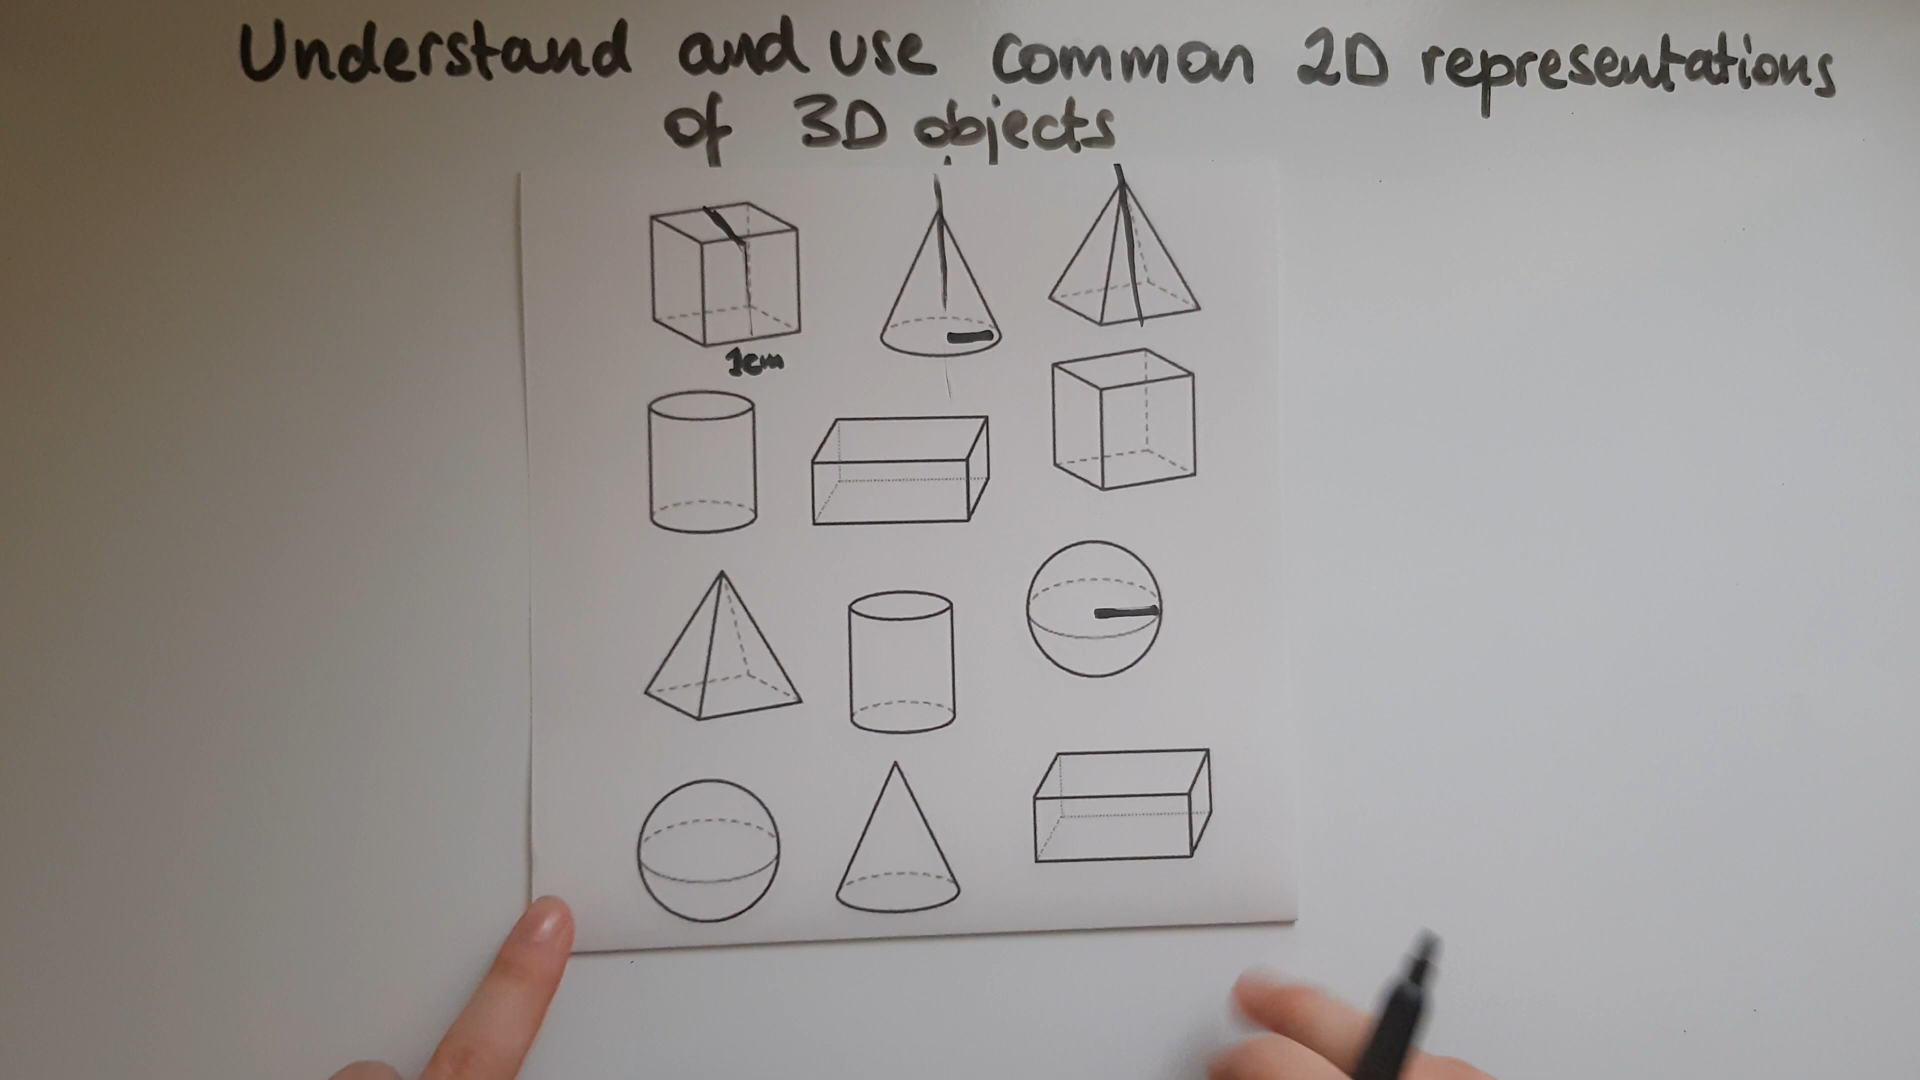 Understand and use common 2D representations
of 3D objects
1cm